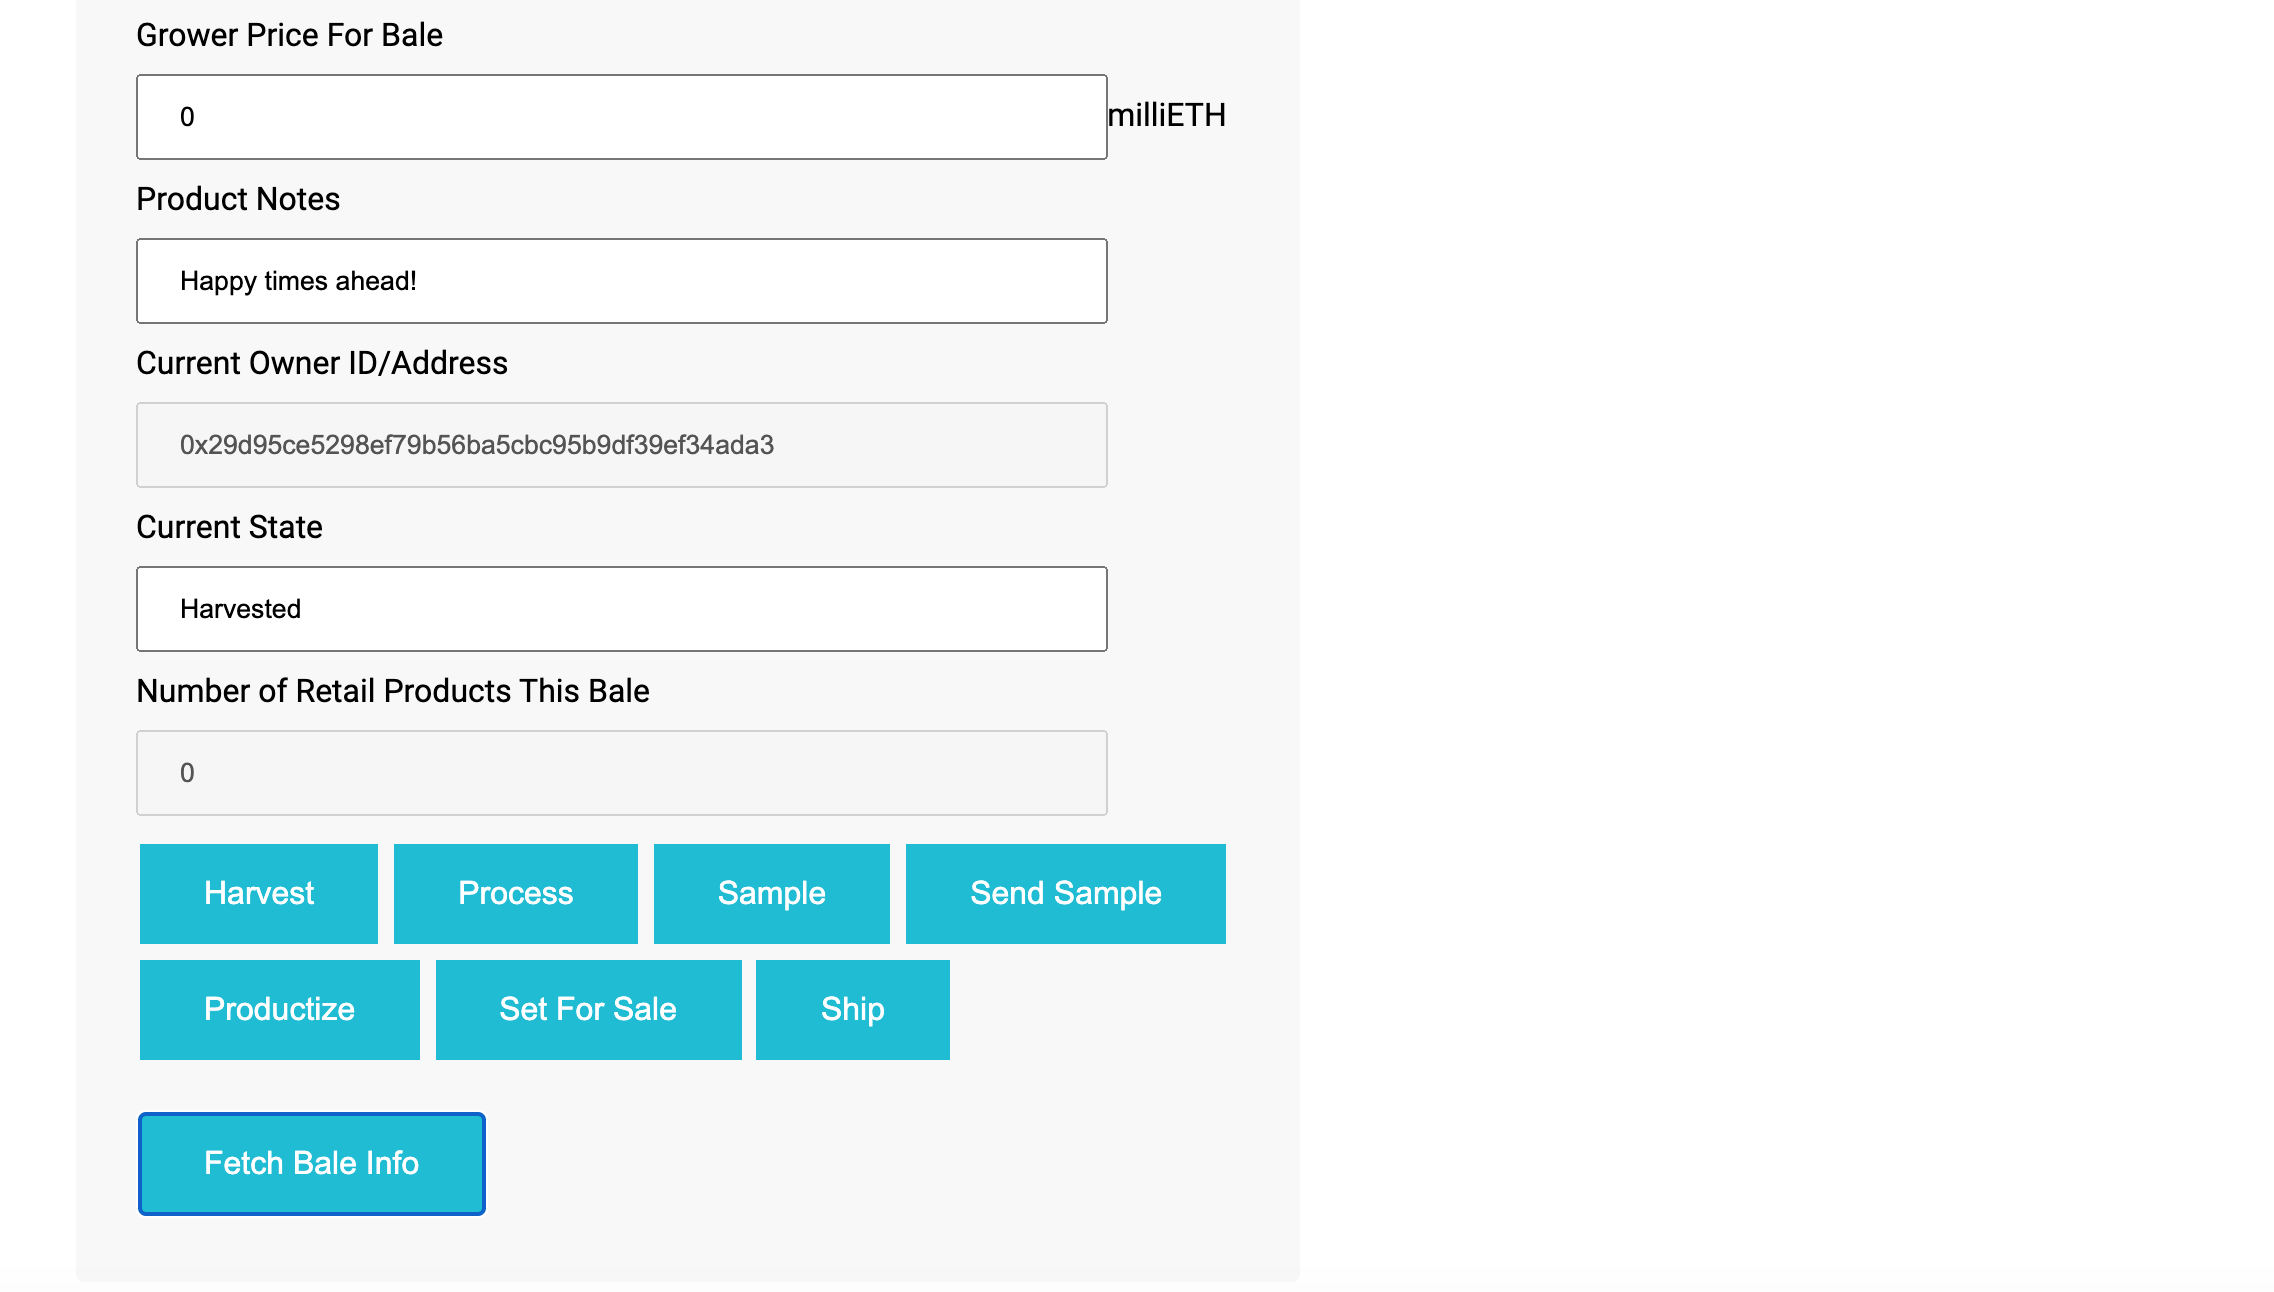 Grower Price For Bale
0
milliETH
Product Notes
Happy times ahead!
Current Owner ID/Address
0x29d95ce5298ef79b56ba5cbc95b9df39ef34ada3
Current State
Harvested
Number of Retail Products This Bale
0
Harvest Process Sample Send Sample
Productize Set For Sale Ship
Fetch Bale Info